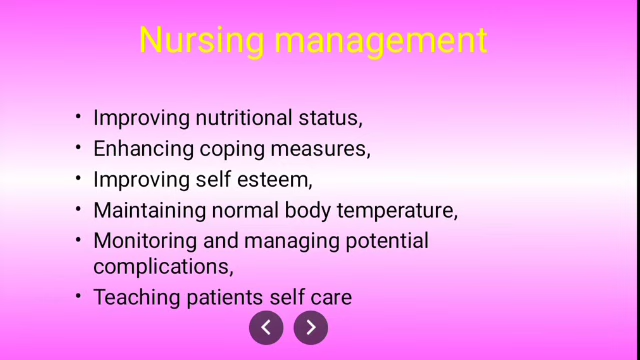 Nursing management
• Improving nutritional status,
• Enhancing coping measures,
• Improving self esteem,
• Maintaining normal body temperature,
• Monitoring and managing potential
complications,
• Teaching patients self care